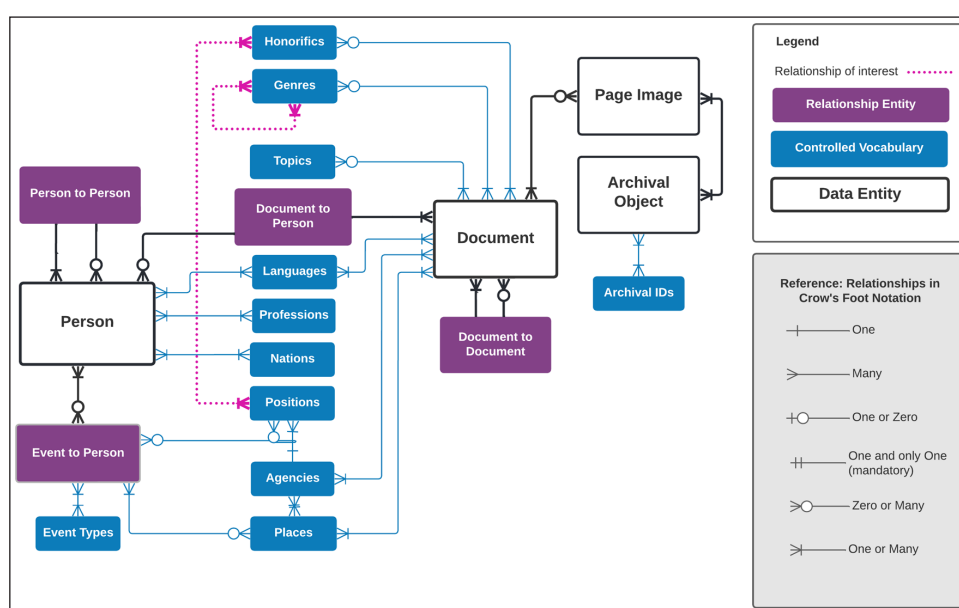 Honorifics
Genres
Topics
Person to Person
Document to
Person
Languages
Person
Professions
Nations
Positions
Event to Person
Agencies
Event Types
Places
Page Image
Archival
Object
Document
Archival IDs
Document to
Document
Legend
Relationship of interest
Relationship Entity
Controlled Vocabulary
Data Entity
Reference: Relationships in
Crow's Foot Notation
One
Many
One or Zero
One and only One
(mandatory)
Zero or Many
One or Many